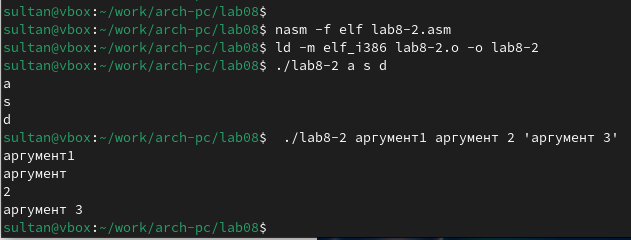 sultan@vbox:~/work/arch-pc/lab08$
sultan@vbox:~/work/arch-pc/lab08$ nasm -f elf lab8-2.asm
sultan@vbox:~/work/arch-pc/lab08$ ld -m elf_i386 lab8-2.o -o lab8-2
sultan@vbox:~/work/arch-pc/lab08$ ./lab8-2 a s d
a
s
d
sultan@vbox:~/work/arch-pc/lab08$  ./lab8-2 аргумент1 аргумент 2 'аргумент 3'
аргумент1
аргумент
2
аргумент 3
sultan@vbox:~/work/arch-pc/lab08$